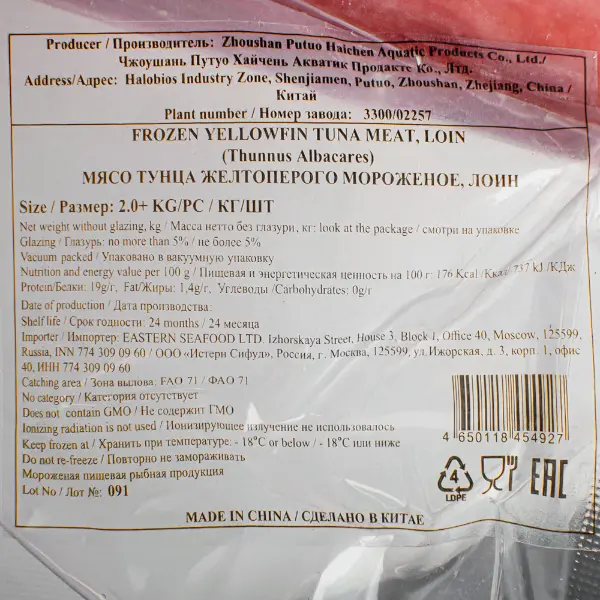 Producer / Производитель: Zhoushan Putuo Haichen Aquatic Products Co., Ltd./
Чжоушань Путуо Хайчень Акватик Продактс Ко., Лтд.
Address/Адрес: Halobios Industry Zone, Shenjiamen, Putuo, Zhoushan, Zhejiang, China /
Китай
Plant number / Номер завода: 3300/02257
FROZEN YELLOWFIN TUNA MEAT, LOIN
(Thunnus Albacares)
МЯСО ТУНЦА ЖЕЛТОПЕРОГО МОРОЖЕНОЕ, ЛОИН
Size / Размер: 2.0+ KG/PC / КГ/ШТ
Net weight without glazing, kg / Масса нетто без глазури, кг: look at the package / смотри на упаковке
Glazing / Глазурь: no more than 5% / не более 5%
Vacuum packed / Упаковано в вакуумную упаковку
Nutrition and energy value per 100 g / Пищевая и энергетическая ценность на 100 г: 176 Kcal /Ккал/ 737 kJ /КДж
Protein/Белки: 19g/г, Fat/Жиры: 1,4g/г, Углеводы /Carbohydrates: 0g/г
Date of production / Дата производства:
Shelf life / Срок годности: 24 months / 24 месяца
Importer / Импортер: EASTERN SEAFOOD LTD. Izhorskaya Street, House 3, Block 1, Office 40, Moscow, 125599,
Russia, INN 774 309 09 60 / ООО «Истерн Сифуд», Россия, г. Москва, 125599, ул.Ижорская, д. 3, корп. 1, офис
40, ИНН 774 309 09 60
Catching area / Зона вылова: FAO 71 / ФАО 71
No category / Категория отсутствует
Does not contain GMO / Не содержит ГМО
Ionizing radiation is not used / Ионизирующее излучение не использовалось
Keep frozen at / Хранить при температуре: - 18°C or below / - 18°C или ниже
Do not re-freeze / Повторно не замораживать
Мороженая пищевая рыбная продукция
Lot No / Лот №: 091
4 650118 454927
4
LDPE
EAC
MADE IN CHINA / СДЕЛАНО В КИТАЕ